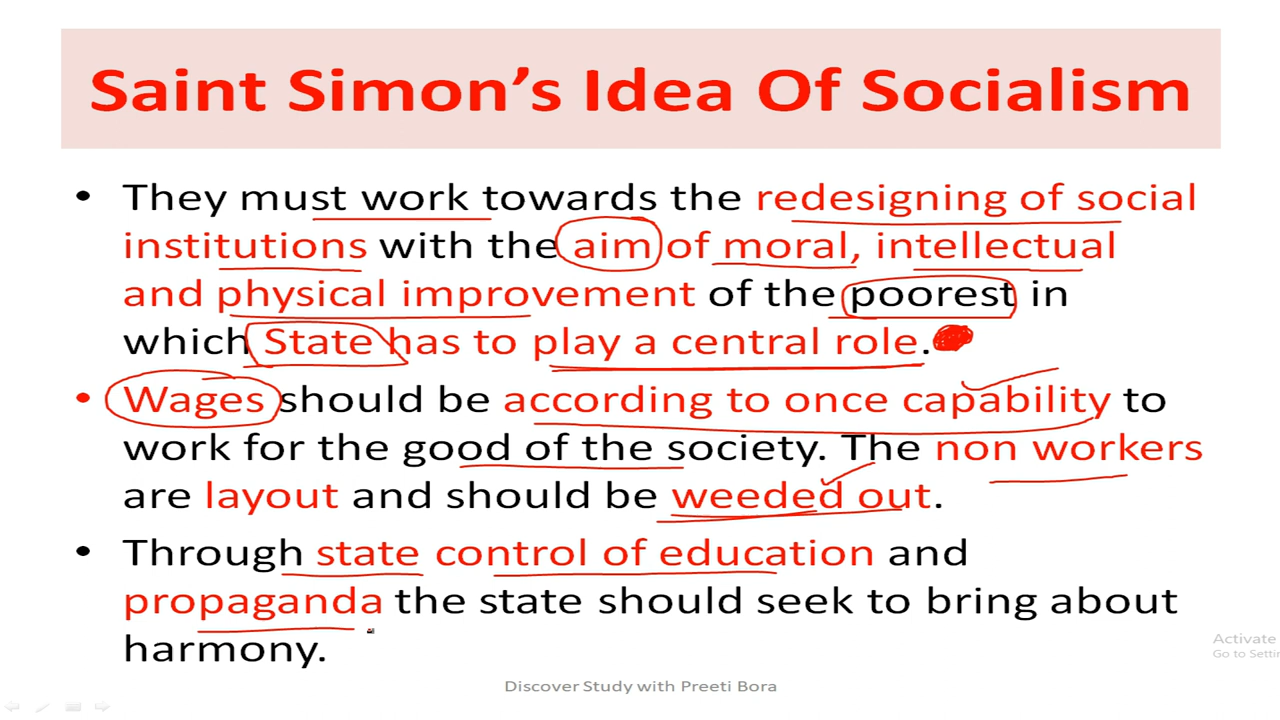 Saint Simon's Idea Of Socialism
• They must work towards the redesigning of social
institutions with the aim of moral, intellectual
and physical improvement of the poorest in
which State has to play a central role.
• Wages should be according to once capability to
work for the good of the society. The non workers
are layout and should be weeded out.
• Through state control of education and
propaganda the state should seek to bring about
harmony.
Discover Study with Preeti Bora
Activate
Go to Settin